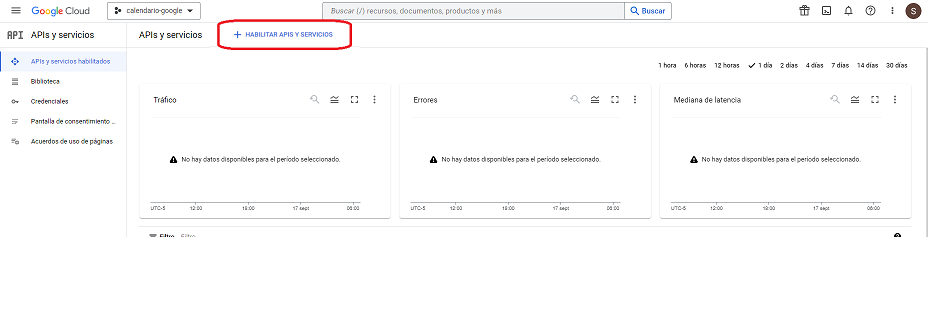 Google Cloud
calendario-google
Buscar (/) recursos, documentos, productos y más
Buscar
S
API APIs y servicios
APIs y servicios
HABILITAR APIS Y SERVICIOS
APIs y servicios habilitados
Biblioteca
Credenciales
Pantalla de consentimiento ...
Acuerdos de uso de páginas
1 hora 6 horas 12 horas 1 día 2 días 4 días 7 días 14 días 30 días
Tráfico
No hay datos disponibles para el período seleccionado.
UTC-5 12:00 18:00 17 sept 06:00
Errores
No hay datos disponibles para el período seleccionado.
UTC-5 12:00 18:00 17 sept 06:00
Mediana de latencia
No hay datos disponibles para el período seleccionado.
UTC-5 12:00 18:00 17 sept 06:00
Filtro Filtro